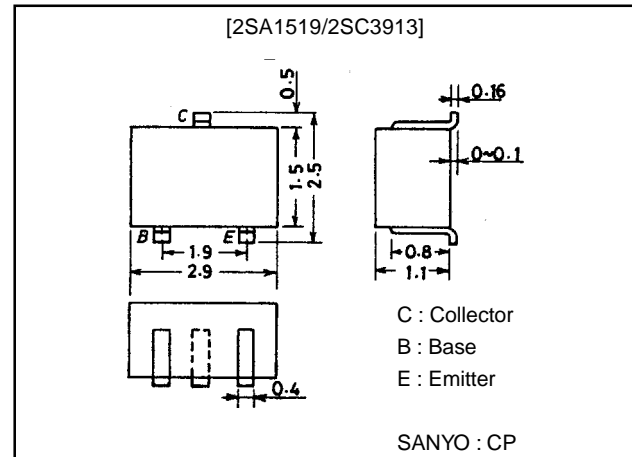 [2SA1519/2SC3913]
0.5
0.16
C
0~0.1
1.5
2.5
B
E
1.9
2.9
0.8
1.1
C : Collector
B : Base
E : Emitter
0.4
SANYO : CP